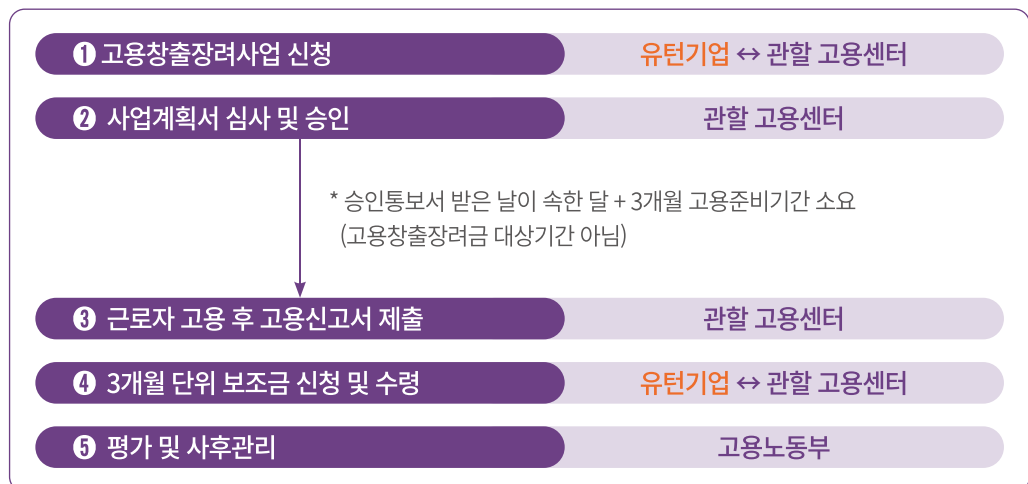 ❶ 고용창출장려사업 신청 유턴기업 ↔ 관할 고용센터
❷ 사업계획서 심사 및 승인 관할 고용센터
* 승인통보서 받은 날이 속한 달 + 3개월 고용준비기간 소요
(고용창출장려금 대상기간 아님)
❸ 근로자 고용 후 고용신고서 제출 관할 고용센터
❹ 3개월 단위 보조금 신청 및 수령 유턴기업 ↔ 관할 고용센터
❺ 평가 및 사후관리 고용노동부